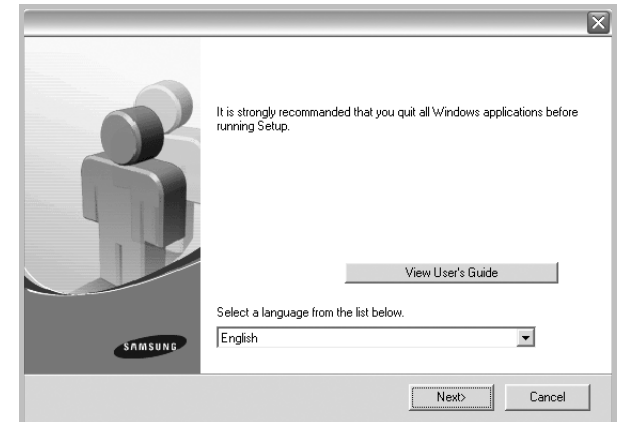 It is strongly recommanded that you quit all Windows applications before
running Setup.
View User's Guide
Select a language from the list below.
English
SAMSUNG
Next>
Cancel